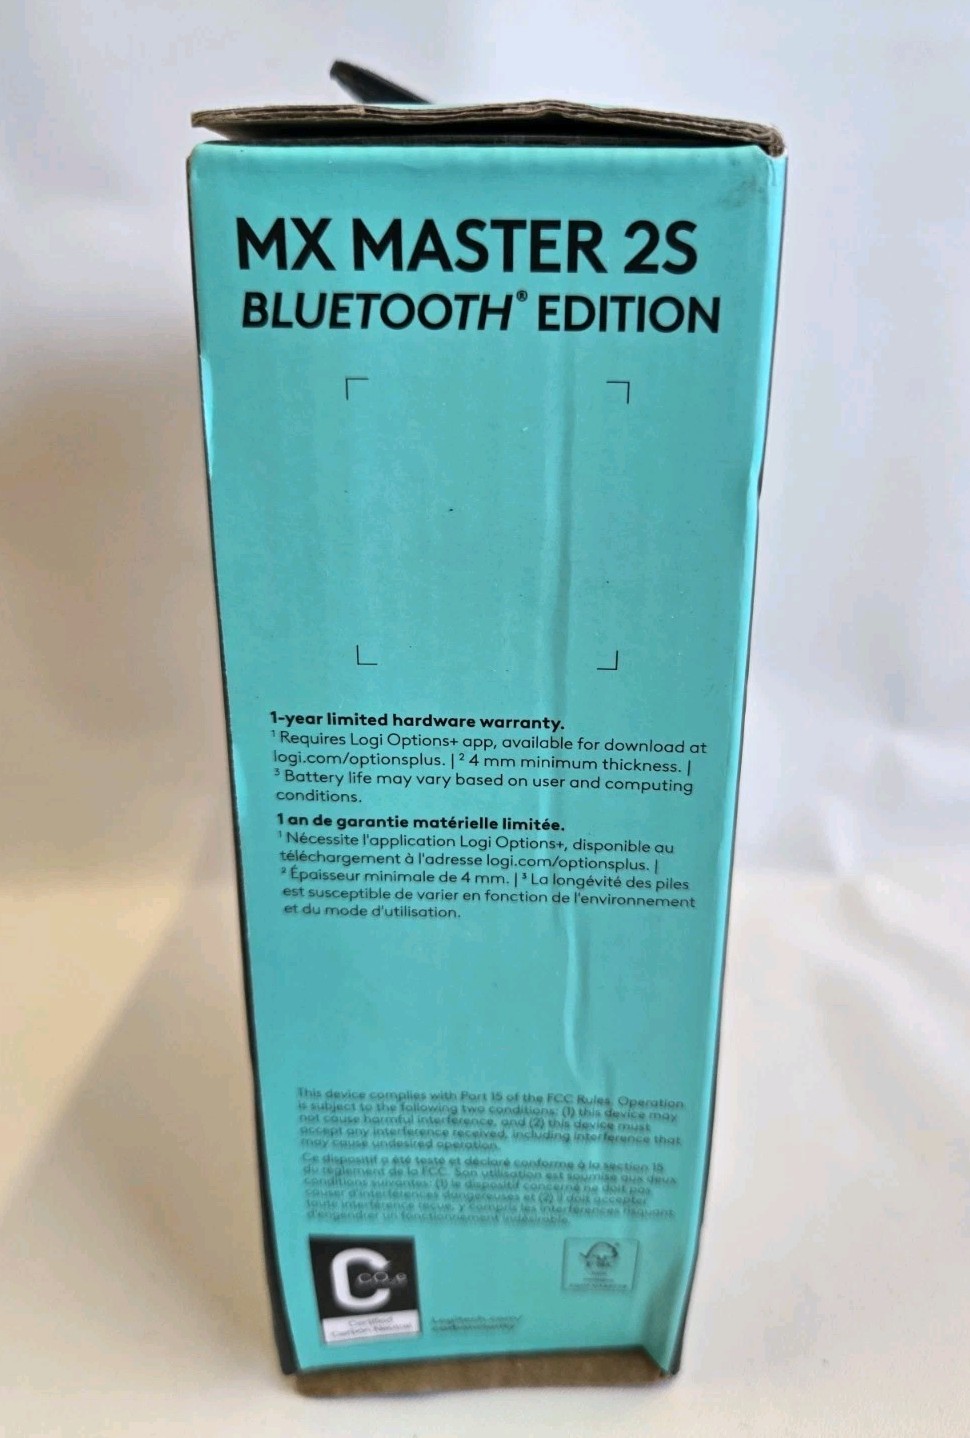 MX MASTER 2S
BLUETOOTH® EDITION
1-year limited hardware warranty.
¹ Requires Logi Options+ app, available for download at
logi.com/optionsplus. | ² 4 mm minimum thickness. |
³ Battery life may vary based on user and computing
conditions.
1 an de garantie matérielle limitée.
¹ Nécessite l'application Logi Options+, disponible au
téléchargement à l'adresse logi.com/optionsplus. |
² Épaisseur minimale de 4 mm. | ³ La longévité des piles
est susceptible de varier en fonction de l'environnement
et du mode d'utilisation.
This device complies with Part 15 of the FCC Rules. Operation
is subject to the following two conditions: (1) this device may
not cause harmful interference, and (2) this device must
accept any interference received, including interference that
may cause undesired operation.
Ce dispositif a été testé et déclaré conforme à la section 15
du règlement de la FCC. Son utilisation est soumise aux deux
conditions suivantes: (1) le dispositif concerné ne doit pas
causer d'interférences dangereuses et (2) il doit accepter
toute interférence reçue, y compris les interférences risquant
d'engendrer un fonctionnement indésirable.
C
CO₂e
Certified
Carbon Neutral